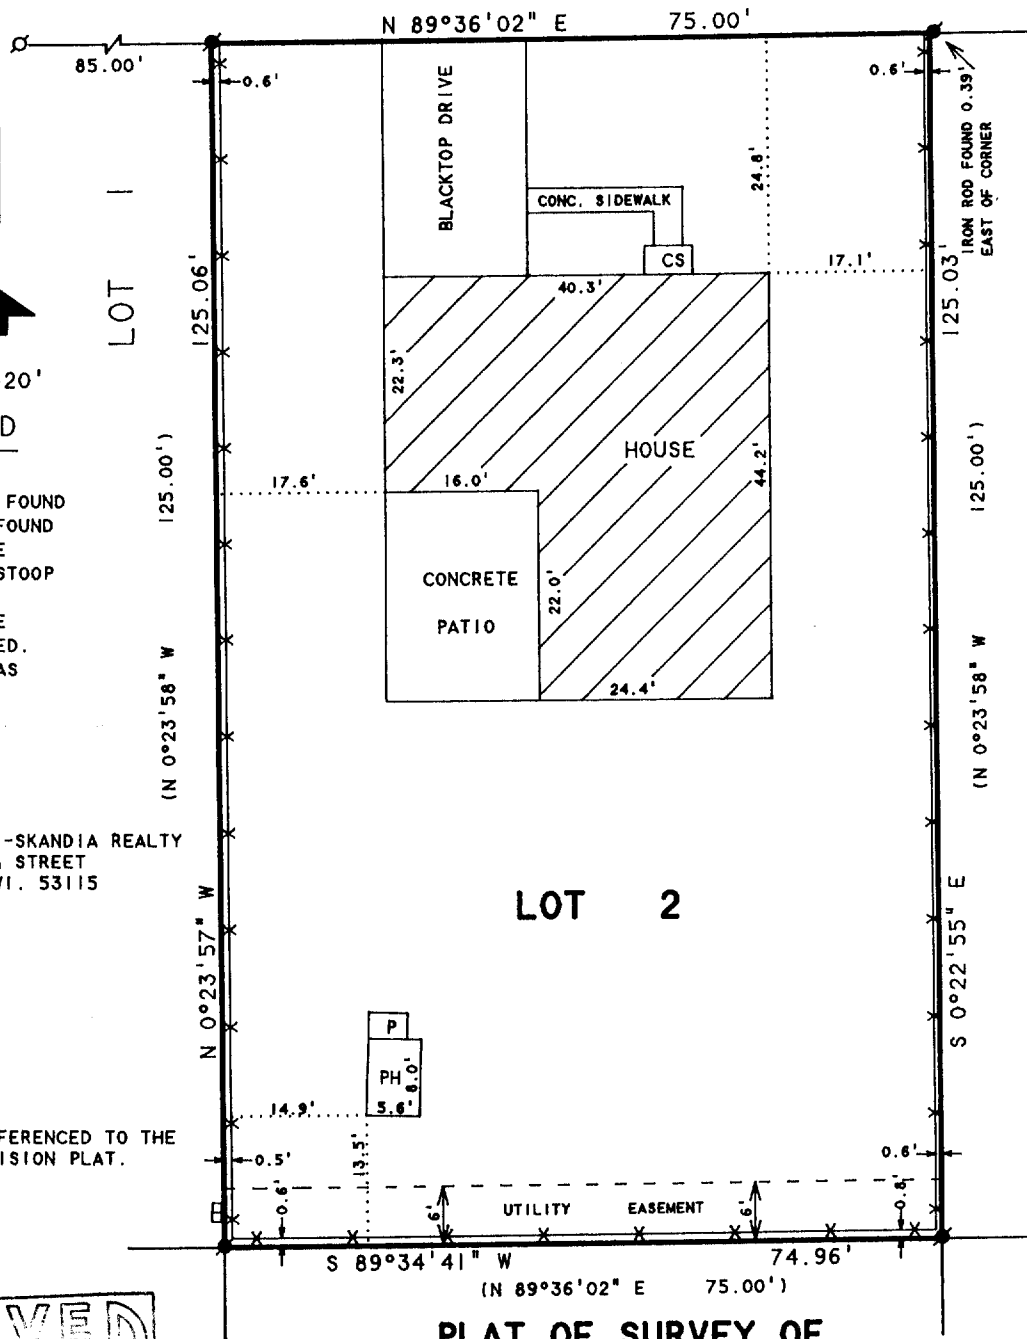 N 89°36'02" E 75.00'
85.00'
0.6'
0.6'
IRON ROD FOUND 0.39'
EAST OF CORNER
BLACKTOP DRIVE
24.8'
CONC. SIDEWALK
CS
17.1'
40.3'
LOT 1
125.06'
125.03'
22.3'
20'
D
HOUSE
44.2'
(125.00')
125.00')
17.6'
16.0'
FOUND
FOUND
E
STOOP
E
ED.
AS
CONCRETE
PATIO
22.0'
24.4'
(N 0°23'58" W
(N 0°23'58" W
-SKANDIA REALTY
STREET
WI. 53115
LOT 2
N 0°23'57" W
S 0°22'55" E
P
PH
8.0'
5.6'
14.9'
13.5'
FERENCED TO THE
ISION PLAT.
0.5'
0.6'
0.6'
0.8'
6'
UTILITY EASEMENT
6'
S 89°34'41" W 74.96'
(N 89°36'02" E 75.00')
VED
PLAT OF SURVEY OF